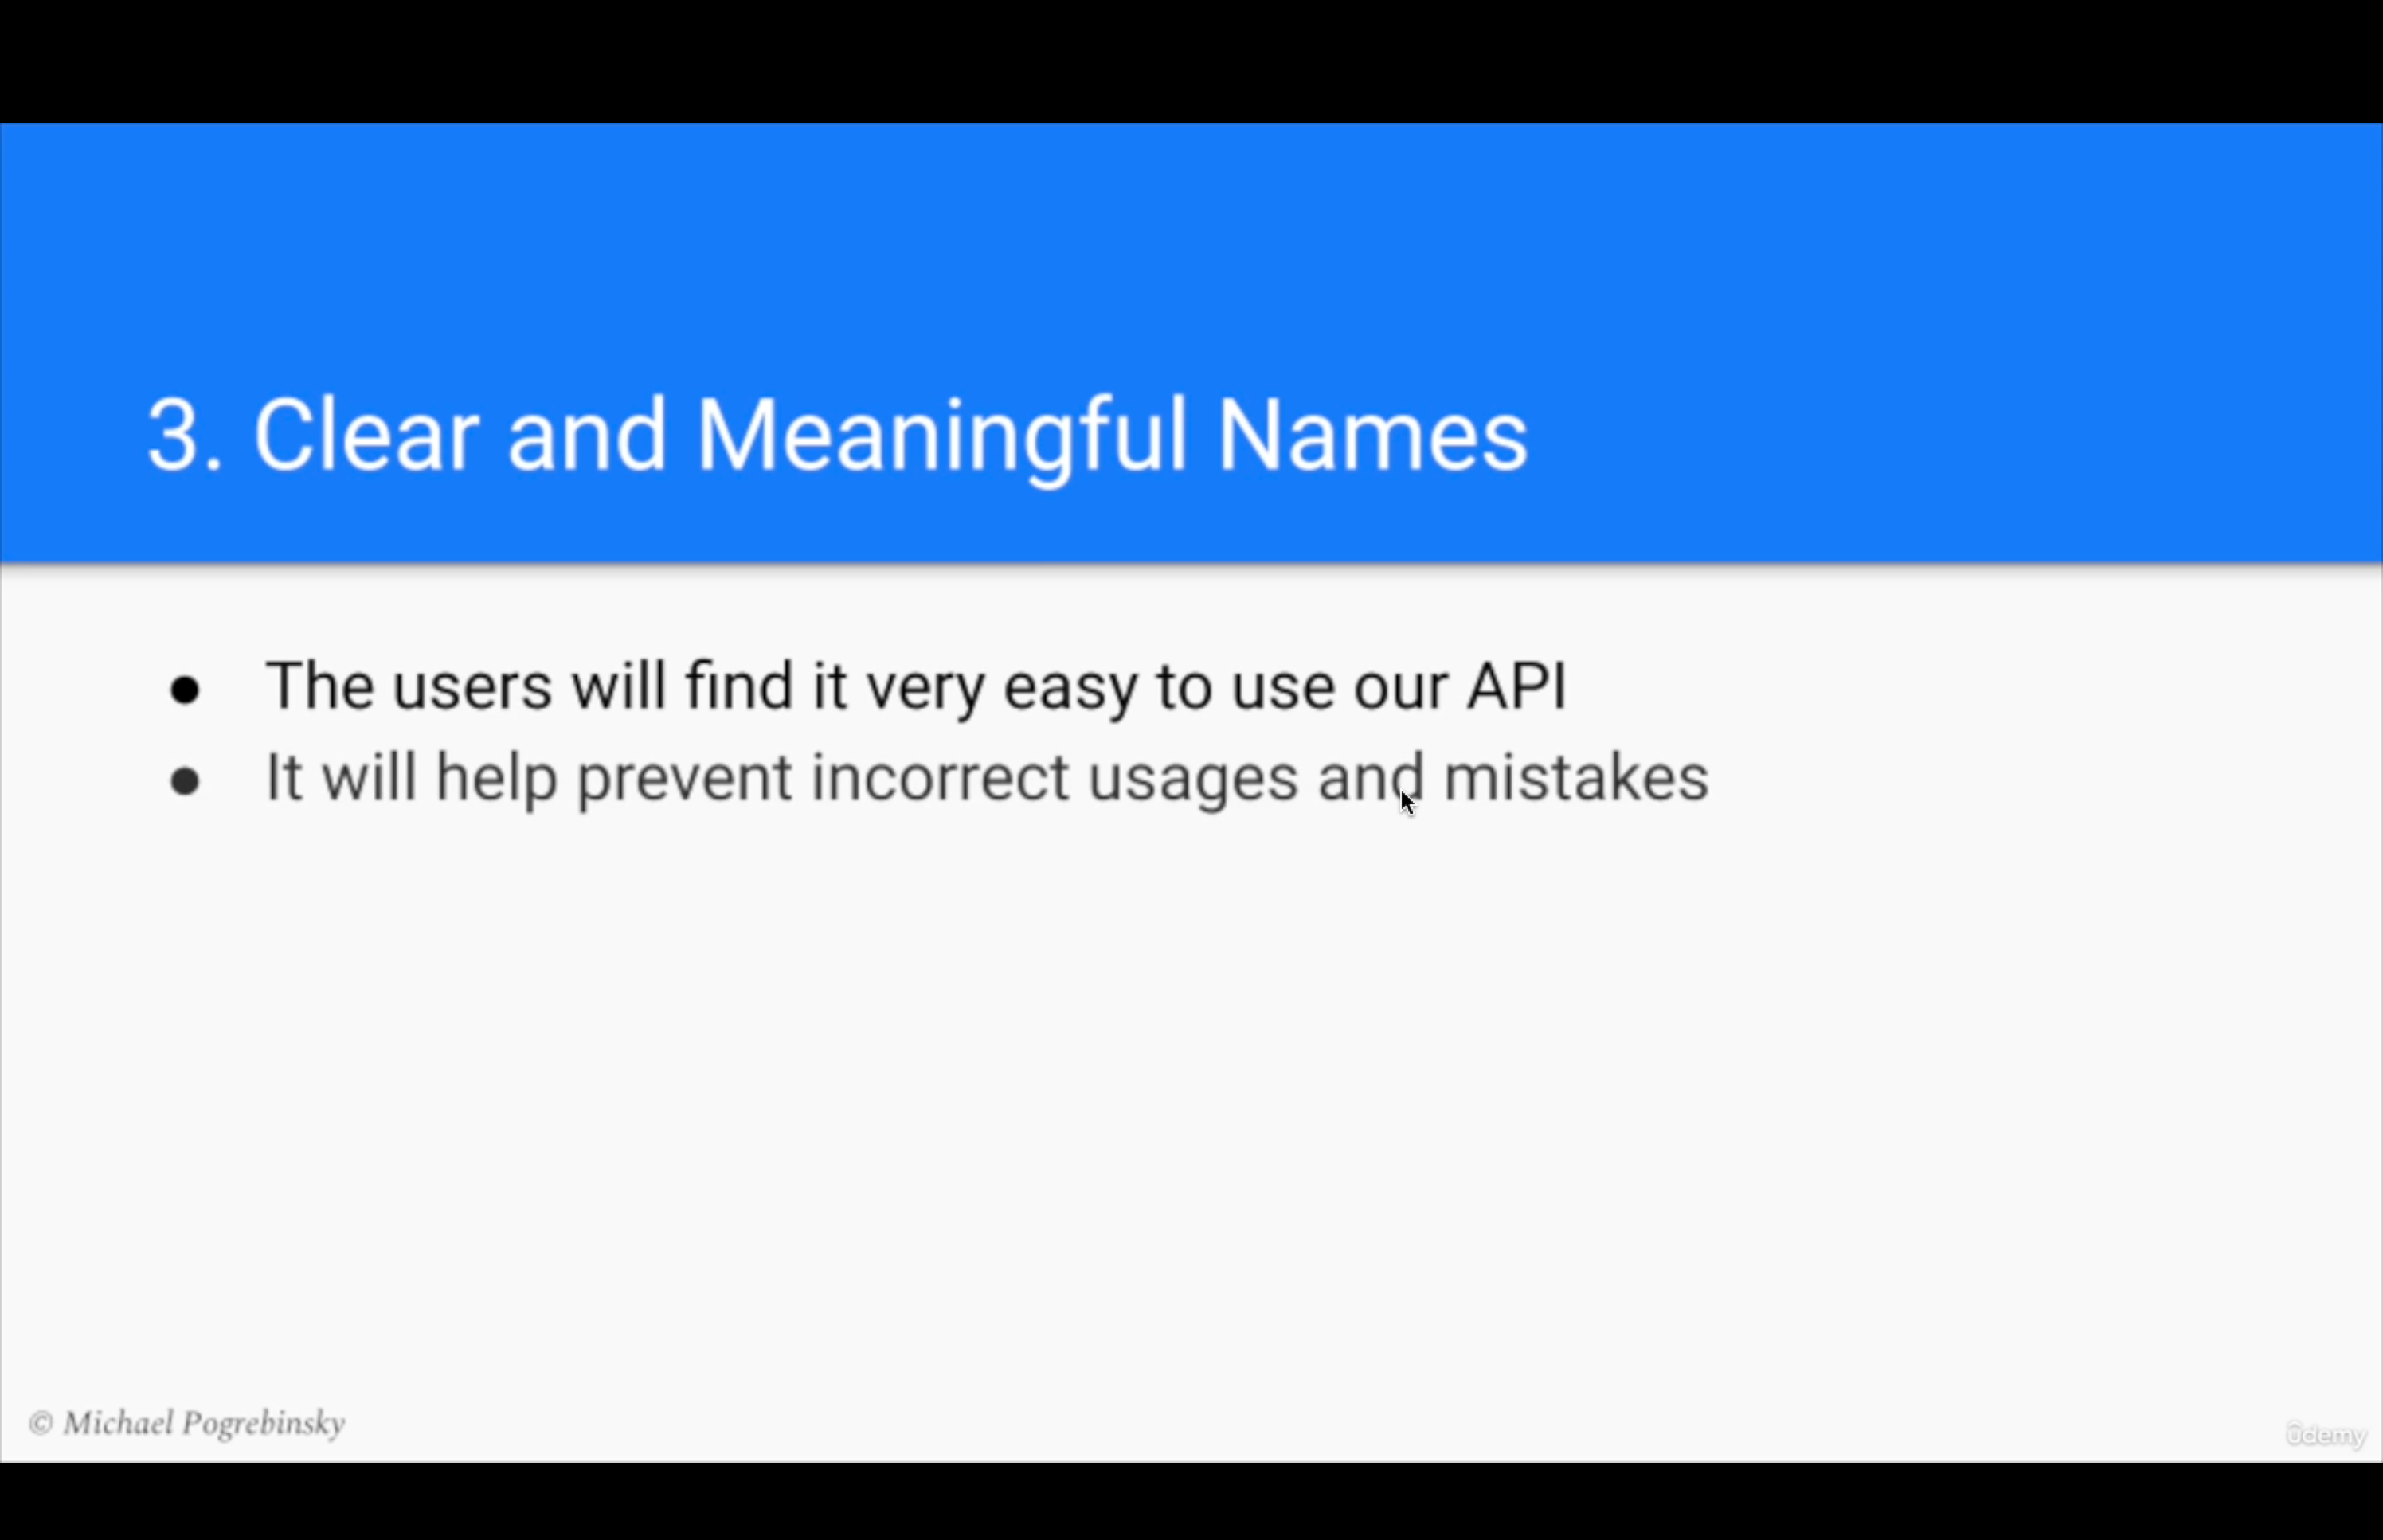 3. Clear and Meaningful Names
● The users will find it very easy to use our API
● It will help prevent incorrect usages and mistakes
© Michael Pogrebinsky
ûdemy